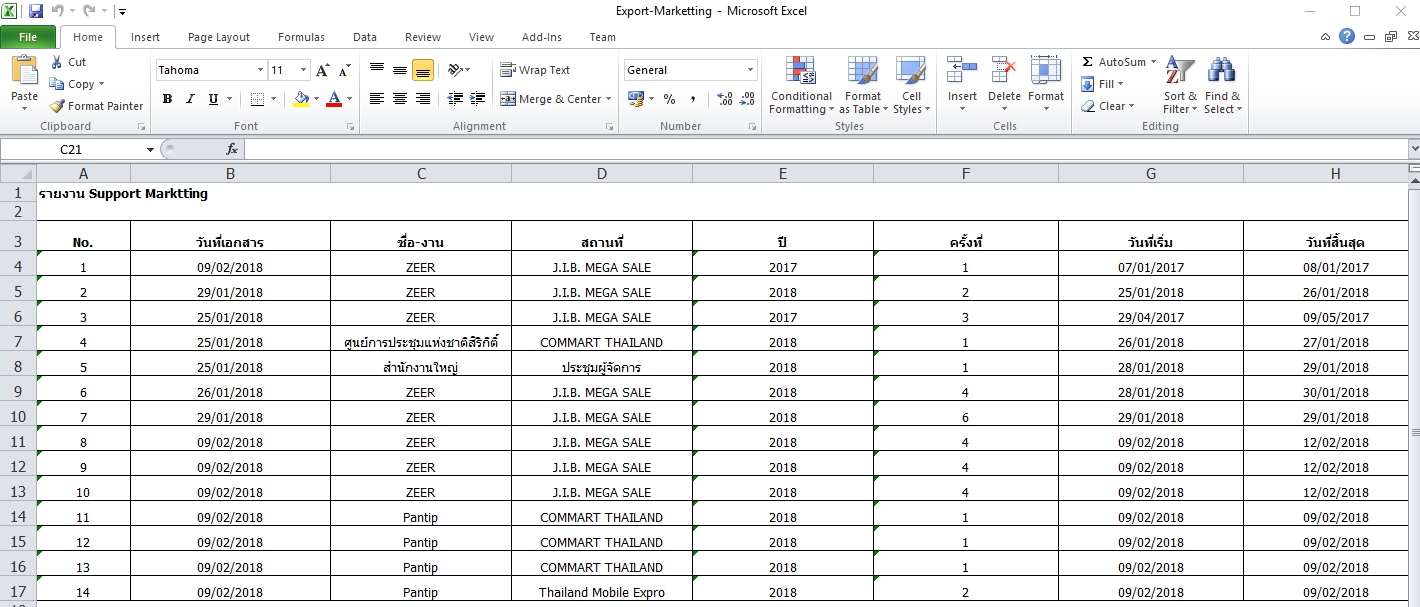 Export-Marketting - Microsoft Excel
File Home Insert Page Layout Formulas Data Review View Add-Ins Team
Paste Cut Copy Format Painter Clipboard
Tahoma 11 A A B I U A Font
Wrap Text Merge & Center Alignment
General % , .0 .00 .00 .0 Number
Conditional Formatting Format as Table Cell Styles Styles
Insert Delete Format Cells
Σ AutoSum Fill Clear Sort & Filter Find & Select Editing
C21 fx
A B C D E F G H
1 รายงาน Support Marktting
2
3 No. วันที่เอกสาร ชื่อ-งาน สถานที่ ปี ครั้งที่ วันที่เริ่ม วันที่สิ้นสุด
4 1 09/02/2018 ZEER J.I.B. MEGA SALE 2017 1 07/01/2017 08/01/2017
5 2 29/01/2018 ZEER J.I.B. MEGA SALE 2018 2 25/01/2018 26/01/2018
6 3 25/01/2018 ZEER J.I.B. MEGA SALE 2017 3 29/04/2017 09/05/2017
7 4 25/01/2018 ศูนย์การประชุมแห่งชาติสิริกิติ์ COMMART THAILAND 2018 1 26/01/2018 27/01/2018
8 5 25/01/2018 สำนักงานใหญ่ ประชุมผู้จัดการ 2018 1 28/01/2018 29/01/2018
9 6 26/01/2018 ZEER J.I.B. MEGA SALE 2018 4 28/01/2018 30/01/2018
10 7 29/01/2018 ZEER J.I.B. MEGA SALE 2018 6 29/01/2018 29/01/2018
11 8 09/02/2018 ZEER J.I.B. MEGA SALE 2018 4 09/02/2018 12/02/2018
12 9 09/02/2018 ZEER J.I.B. MEGA SALE 2018 4 09/02/2018 12/02/2018
13 10 09/02/2018 ZEER J.I.B. MEGA SALE 2018 4 09/02/2018 12/02/2018
14 11 09/02/2018 Pantip COMMART THAILAND 2018 1 09/02/2018 09/02/2018
15 12 09/02/2018 Pantip COMMART THAILAND 2018 1 09/02/2018 09/02/2018
16 13 09/02/2018 Pantip COMMART THAILAND 2018 1 09/02/2018 09/02/2018
17 14 09/02/2018 Pantip Thailand Mobile Expro 2018 2 09/02/2018 09/02/2018